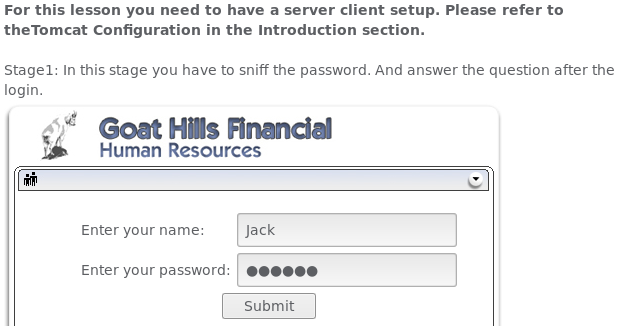 For this lesson you need to have a server client setup. Please refer to
theTomcat Configuration in the Introduction section.
Stage1: In this stage you have to sniff the password. And answer the question after the
login.
Goat Hills Financial
Human Resources
Enter your name: Jack
Enter your password: ●●●●●●
Submit